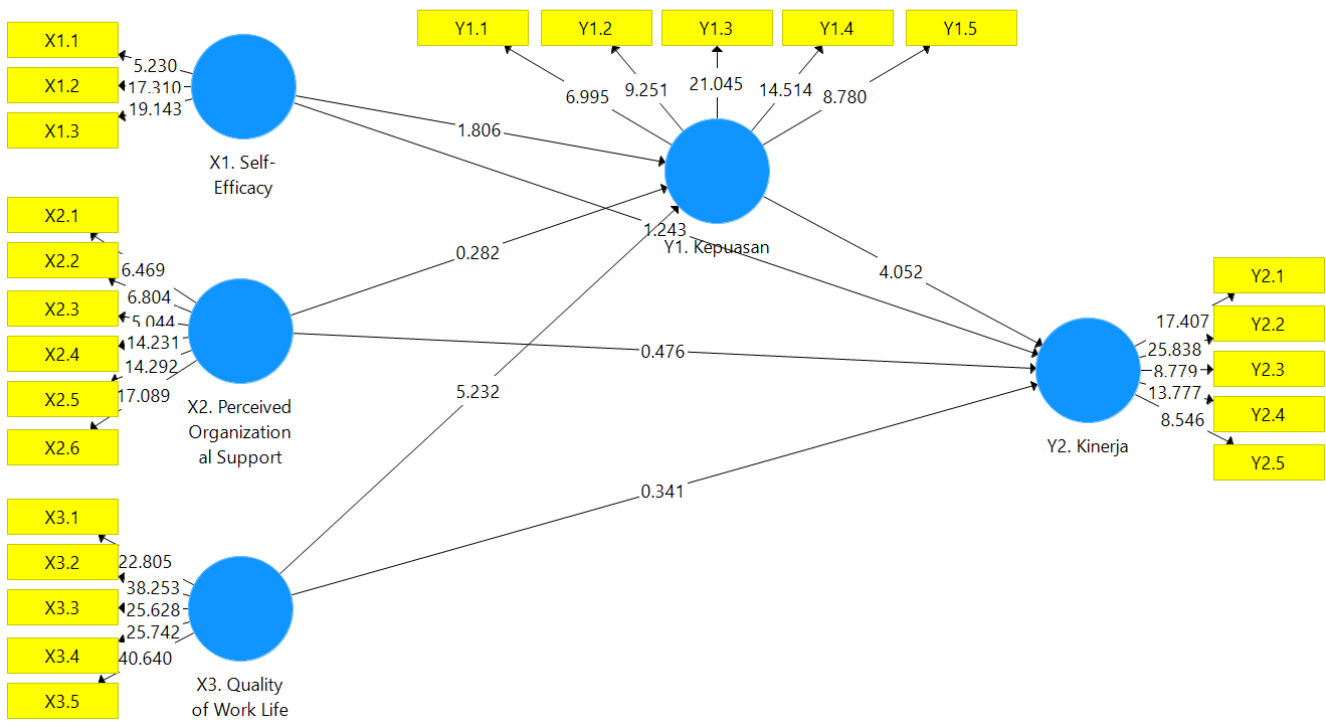 X1.1
X1.2
X1.3
5.230
17.310
19.143
X1. Self-
Efficacy
X2.1
X2.2
X2.3
X2.4
X2.5
X2.6
6.469
6.804
5.044
14.231
14.292
17.089
X2. Perceived
Organization
al Support
X3.1
X3.2
X3.3
X3.4
X3.5
22.805
38.253
25.628
25.742
40.640
X3. Quality
of Work Life
Y1.1
Y1.2
Y1.3
Y1.4
Y1.5
6.995
9.251
21.045
14.514
8.780
Y1. Kepuasan
1.806
1.243
0.282
0.476
5.232
0.341
4.052
Y2. Kinerja
17.407
25.838
8.779
13.777
8.546
Y2.1
Y2.2
Y2.3
Y2.4
Y2.5